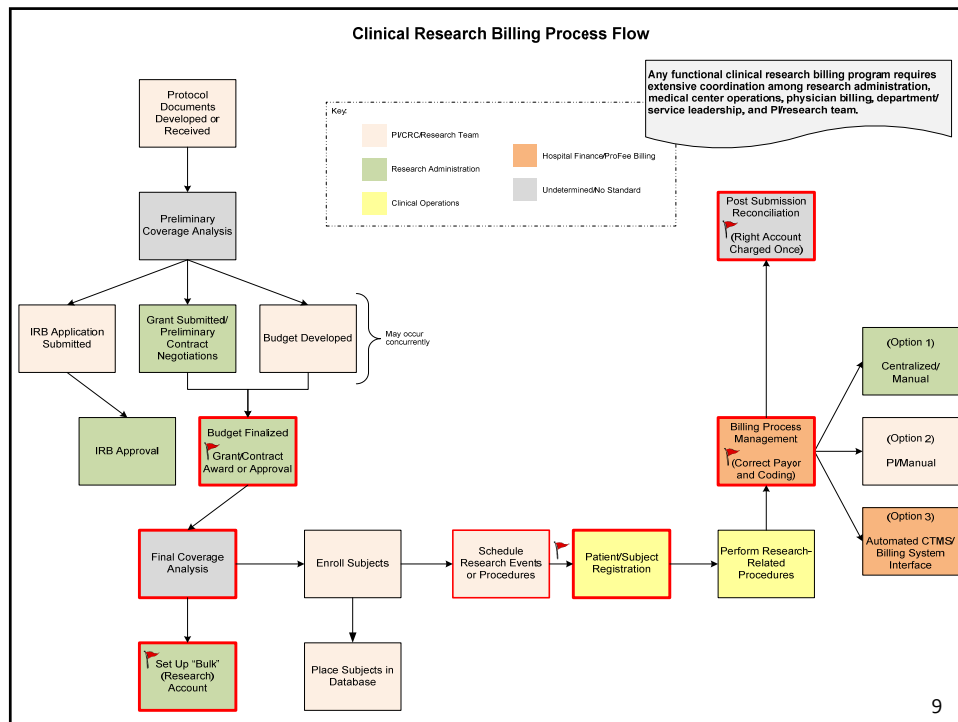 Clinical Research Billing Process Flow
Any functional clinical research billing program requires
extensive coordination among research administration,
medical center operations, physician billing, department/
service leadership, and PI/research team.
Key:
PI/CRC/Research Team
Research Administration
Clinical Operations
Hospital Finance/ProFee Billing
Undetermined/No Standard
Protocol
Documents
Developed or
Received
Preliminary
Coverage Analysis
IRB Application
Submitted
Grant Submitted/
Preliminary
Contract
Negotiations
Budget Developed
May occur
concurrently
IRB Approval
Budget Finalized
Grant/Contract
Award or Approval
Final Coverage
Analysis
Set Up “Bulk”
(Research)
Account
Enroll Subjects
Place Subjects in
Database
Schedule
Research Events
or Procedures
Patient/Subject
Registration
Perform Research-
Related
Procedures
Billing Process
Management
(Correct Payor
and Coding)
Post Submission
Reconciliation
(Right Account
Charged Once)
(Option 1)
Centralized/
Manual
(Option 2)
PI/Manual
(Option 3)
Automated CTMS/
Billing System
Interface
9